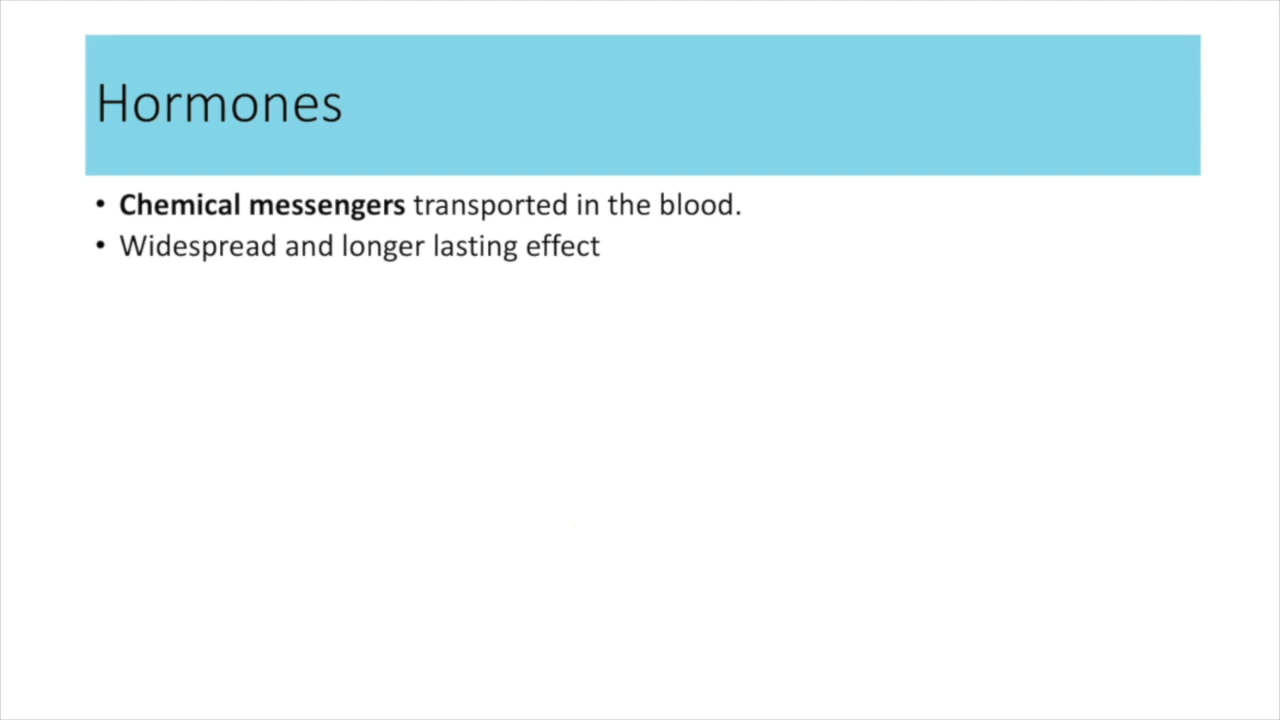 Hormones
• Chemical messengers transported in the blood.
• Widespread and longer lasting effect